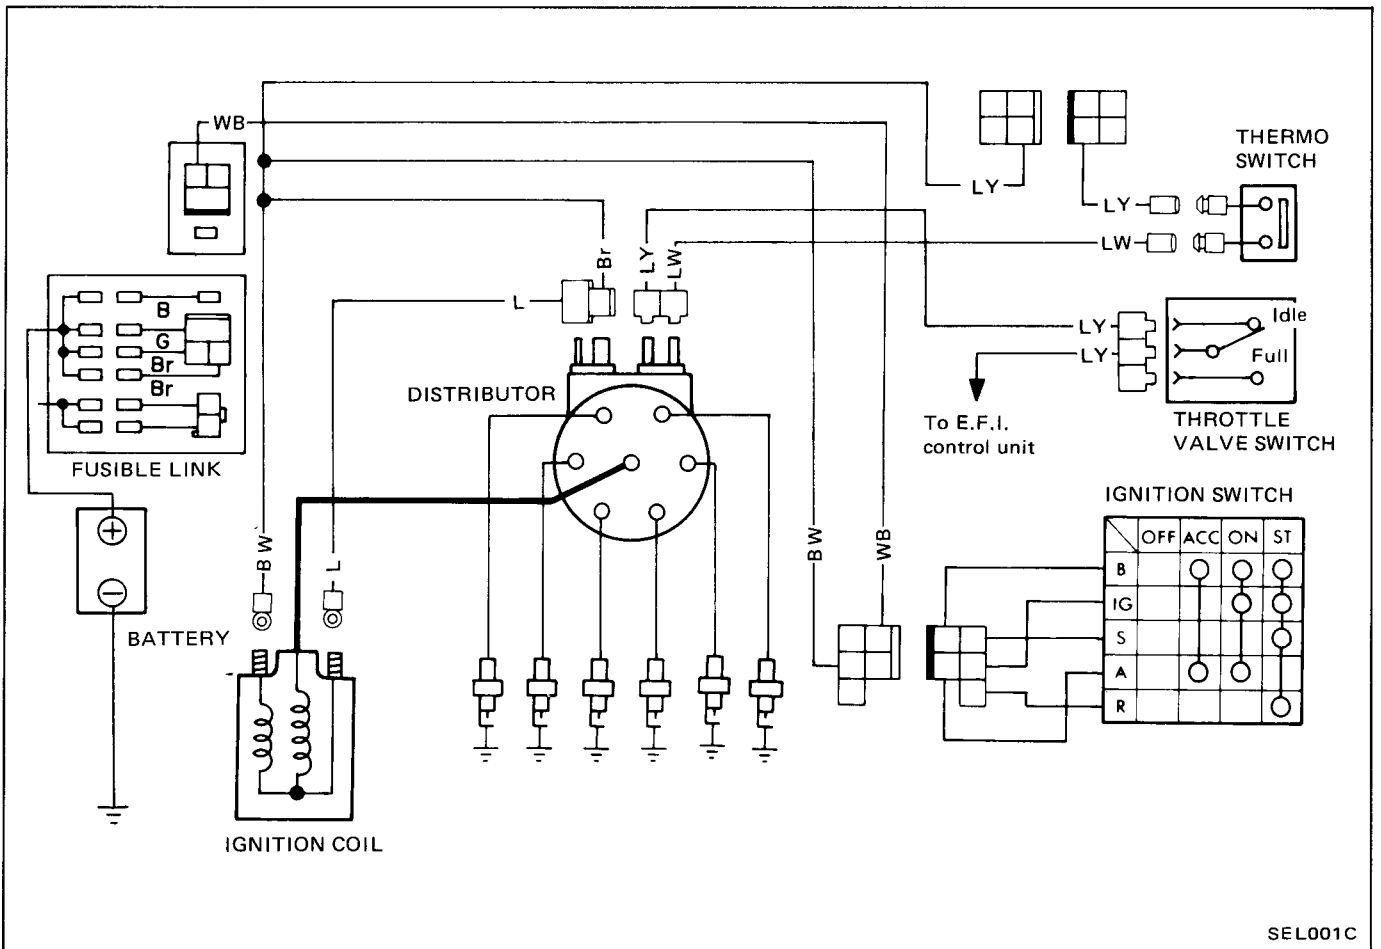 WB
THERMO
SWITCH
LY
LY
LW
Br
LY
LW
L
B
G
Br
Br
FUSIBLE LINK
DISTRIBUTOR
LY
LY
Idle
Full
THROTTLE
VALVE SWITCH
To E.F.I.
control unit
BW
L
BW
WB
+
−
BATTERY
IGNITION SWITCH
OFF ACC ON ST
B
IG
S
A
R
IGNITION COIL
SEL001C